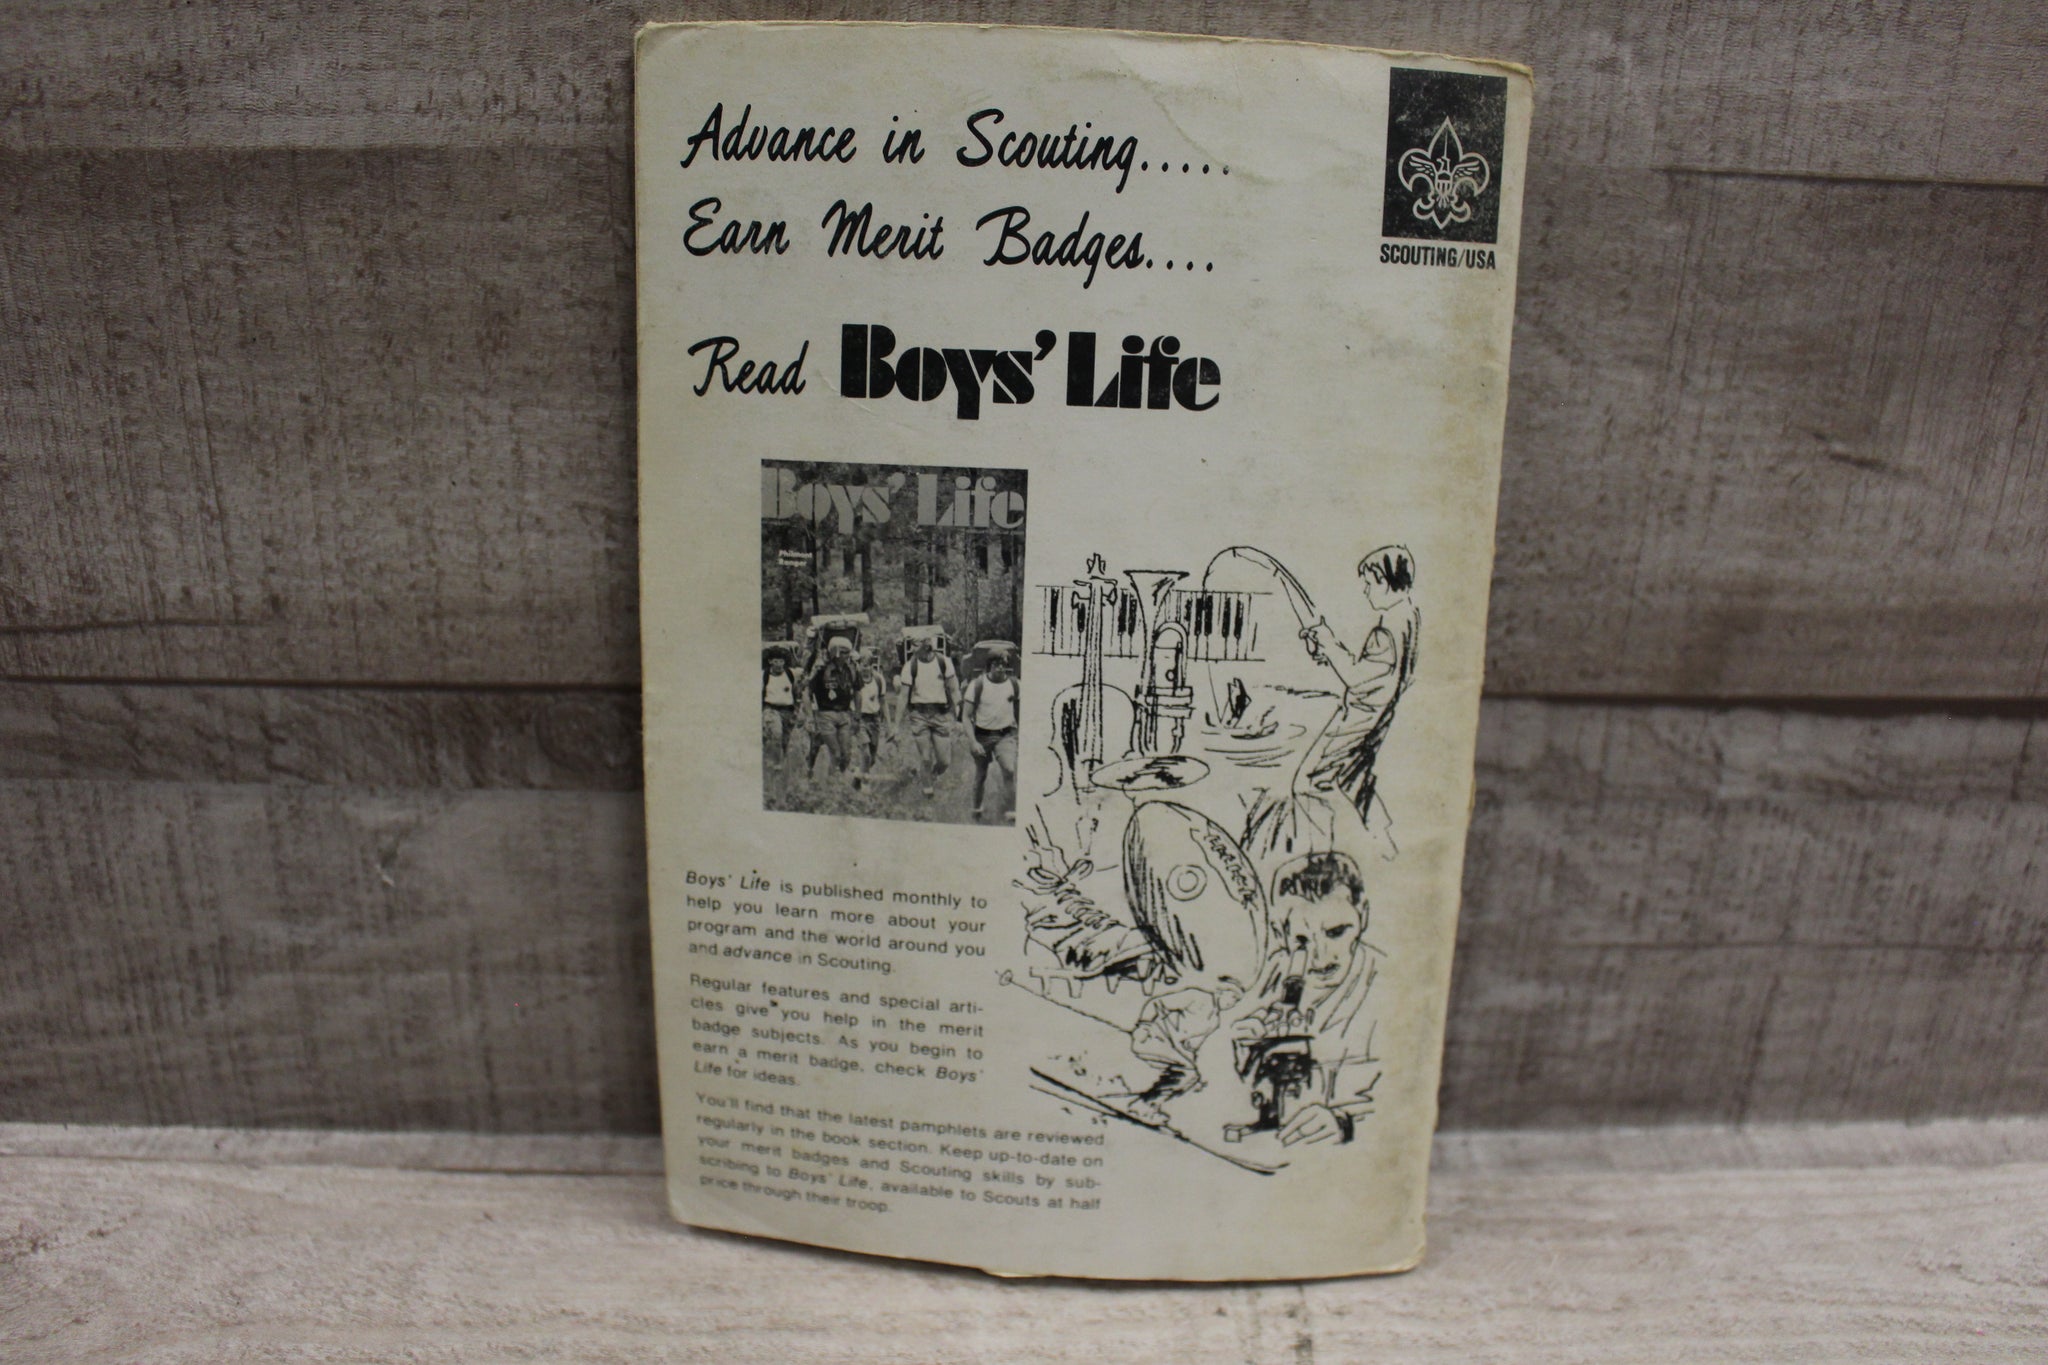 Advance in Scouting.....
Earn Merit Badges....
SCOUTING/USA
Read Boys' Life
Boys' Life
Philmont
Ranger
Boys' Life is published monthly to
help you learn more about your
program and the world around you
and advance in Scouting.
Regular features and special arti-
cles give you help in the merit
badge subjects. As you begin to
earn a merit badge, check Boys'
Life for ideas.
You'll find that the latest pamphlets are reviewed
regularly in the book section. Keep up-to-date on
your merit badges and Scouting skills by sub-
scribing to Boys' Life, available to Scouts at half
price through their troop.